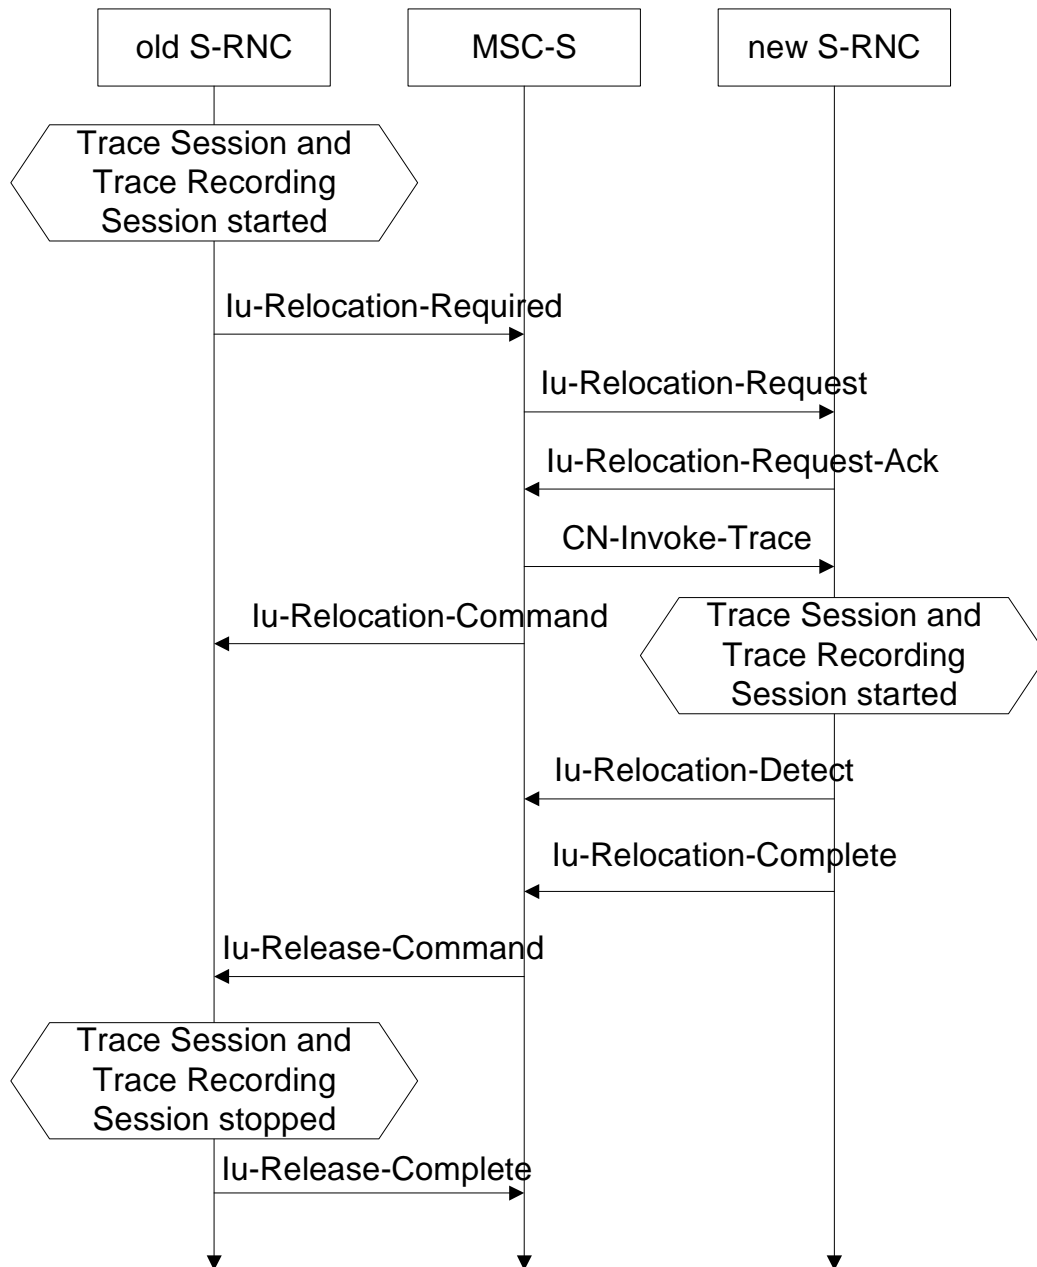 old S-RNC
MSC-S
new S-RNC
Trace Session and
Trace Recording
Session started
Iu-Relocation-Required
Iu-Relocation-Request
Iu-Relocation-Request-Ack
CN-Invoke-Trace
Iu-Relocation-Command
Trace Session and
Trace Recording
Session started
Iu-Relocation-Detect
Iu-Relocation-Complete
Iu-Release-Command
Trace Session and
Trace Recording
Session stopped
Iu-Release-Complete